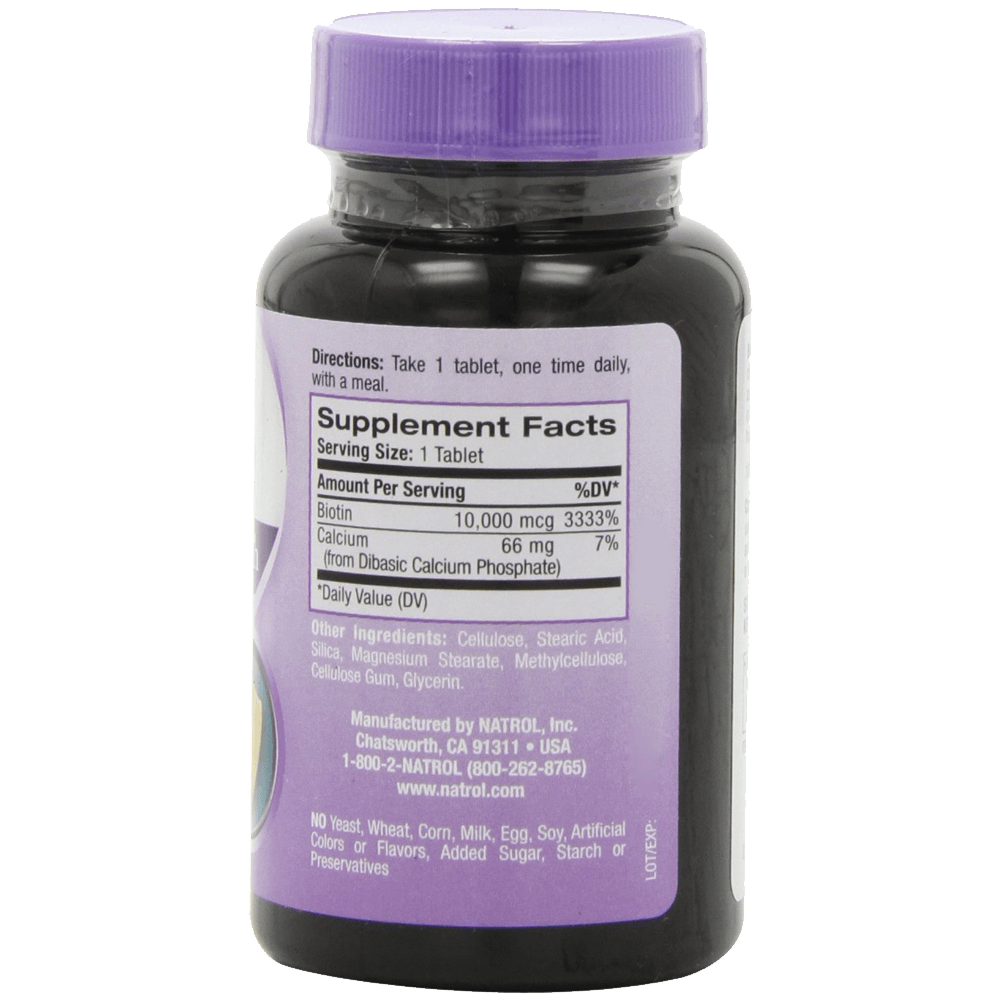 Directions: Take 1 tablet, one time daily,
with a meal.
Supplement Facts
Serving Size: 1 Tablet
Amount Per Serving %DV*
Biotin 10,000 mcg 3333%
Calcium 66 mg 7%
(from Dibasic Calcium Phosphate)
*Daily Value (DV)
Other Ingredients: Cellulose, Stearic Acid,
Silica, Magnesium Stearate, Methylcellulose,
Cellulose Gum, Glycerin.
Manufactured by NATROL, Inc.
Chatsworth, CA 91311 • USA
1-800-2-NATROL (800-262-8765)
www.natrol.com
NO Yeast, Wheat, Corn, Milk, Egg, Soy, Artificial
Colors or Flavors, Added Sugar, Starch or
Preservatives
LOT/EXP: